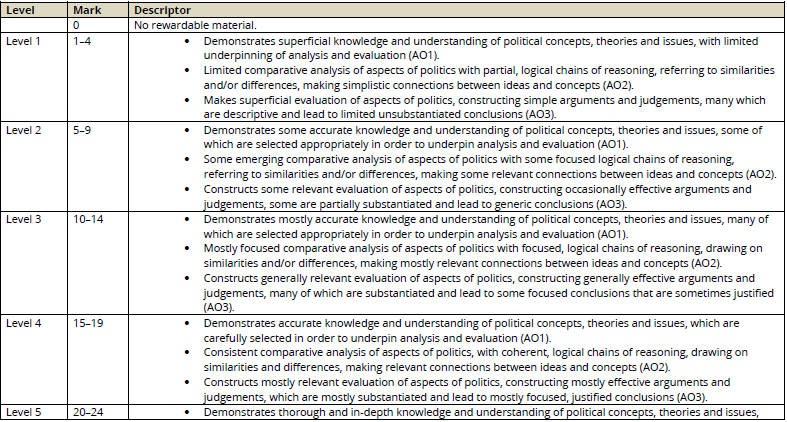 Level Mark Descriptor
0 No rewardable material.
Level 1 1–4 • Demonstrates superficial knowledge and understanding of political concepts, theories and issues, with limited
underpinning of analysis and evaluation (AO1).
• Limited comparative analysis of aspects of politics with partial, logical chains of reasoning, referring to similarities
and/or differences, making simplistic connections between ideas and concepts (AO2).
• Makes superficial evaluation of aspects of politics, constructing simple arguments and judgements, many which
are descriptive and lead to limited unsubstantiated conclusions (AO3).
Level 2 5–9 • Demonstrates some accurate knowledge and understanding of political concepts, theories and issues, some of
which are selected appropriately in order to underpin analysis and evaluation (AO1).
• Some emerging comparative analysis of aspects of politics with some focused logical chains of reasoning,
referring to similarities and/or differences, making some relevant connections between ideas and concepts (AO2).
• Constructs some relevant evaluation of aspects of politics, constructing occasionally effective arguments and
judgements, some are partially substantiated and lead to generic conclusions (AO3).
Level 3 10–14 • Demonstrates mostly accurate knowledge and understanding of political concepts, theories and issues, many of
which are selected appropriately in order to underpin analysis and evaluation (AO1).
• Mostly focused comparative analysis of aspects of politics with focused, logical chains of reasoning, drawing on
similarities and/or differences, making mostly relevant connections between ideas and concepts (AO2).
• Constructs generally relevant evaluation of aspects of politics, constructing generally effective arguments and
judgements, many of which are substantiated and lead to some focused conclusions that are sometimes justified
(AO3).
Level 4 15–19 • Demonstrates accurate knowledge and understanding of political concepts, theories and issues, which are
carefully selected in order to underpin analysis and evaluation (AO1).
• Consistent comparative analysis of aspects of politics, with coherent, logical chains of reasoning, drawing on
similarities and differences, making relevant connections between ideas and concepts (AO2).
• Constructs mostly relevant evaluation of aspects of politics, constructing mostly effective arguments and
judgements, which are mostly substantiated and lead to mostly focused, justified conclusions (AO3).
Level 5 20–24 • Demonstrates thorough and in-depth knowledge and understanding of political concepts, theories and issues,